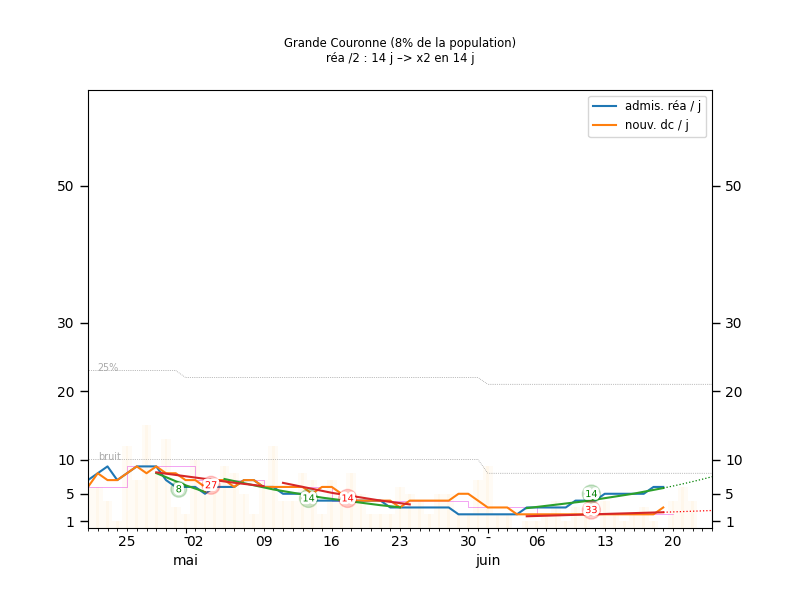 Grande Couronne (8% de la population)
réa /2 : 14 j –> x2 en 14 j
admis. réa / j
nouv. dc / j
50 50
30 30
25%
20 20
bruit
10 10
8 27 14 14 14 33
5 5
1 1
25 02 09 16 23 30 06 13 20
mai juin